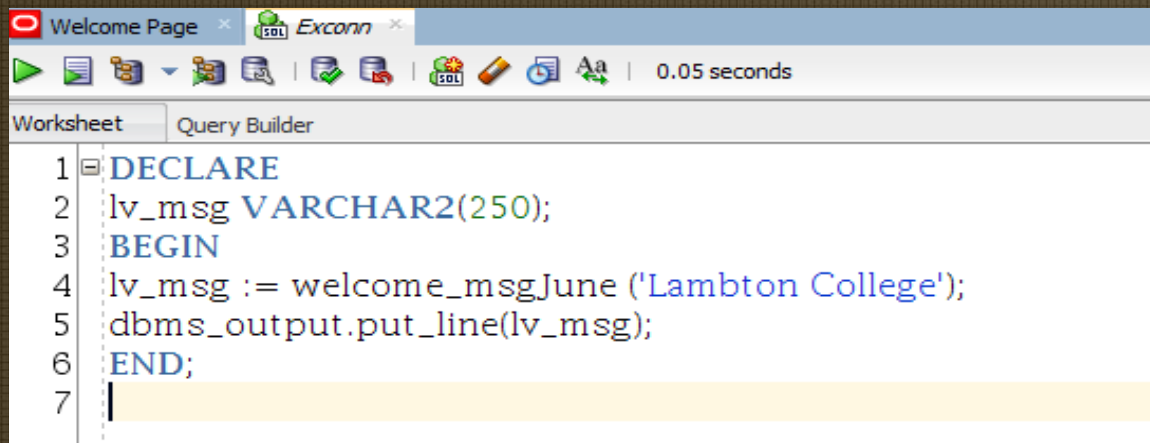 Welcome Page Exconn
0.05 seconds
Worksheet Query Builder
1 DECLARE
2 lv_msg VARCHAR2(250);
3 BEGIN
4 lv_msg := welcome_msgJune ('Lambton College');
5 dbms_output.put_line(lv_msg);
6 END;
7